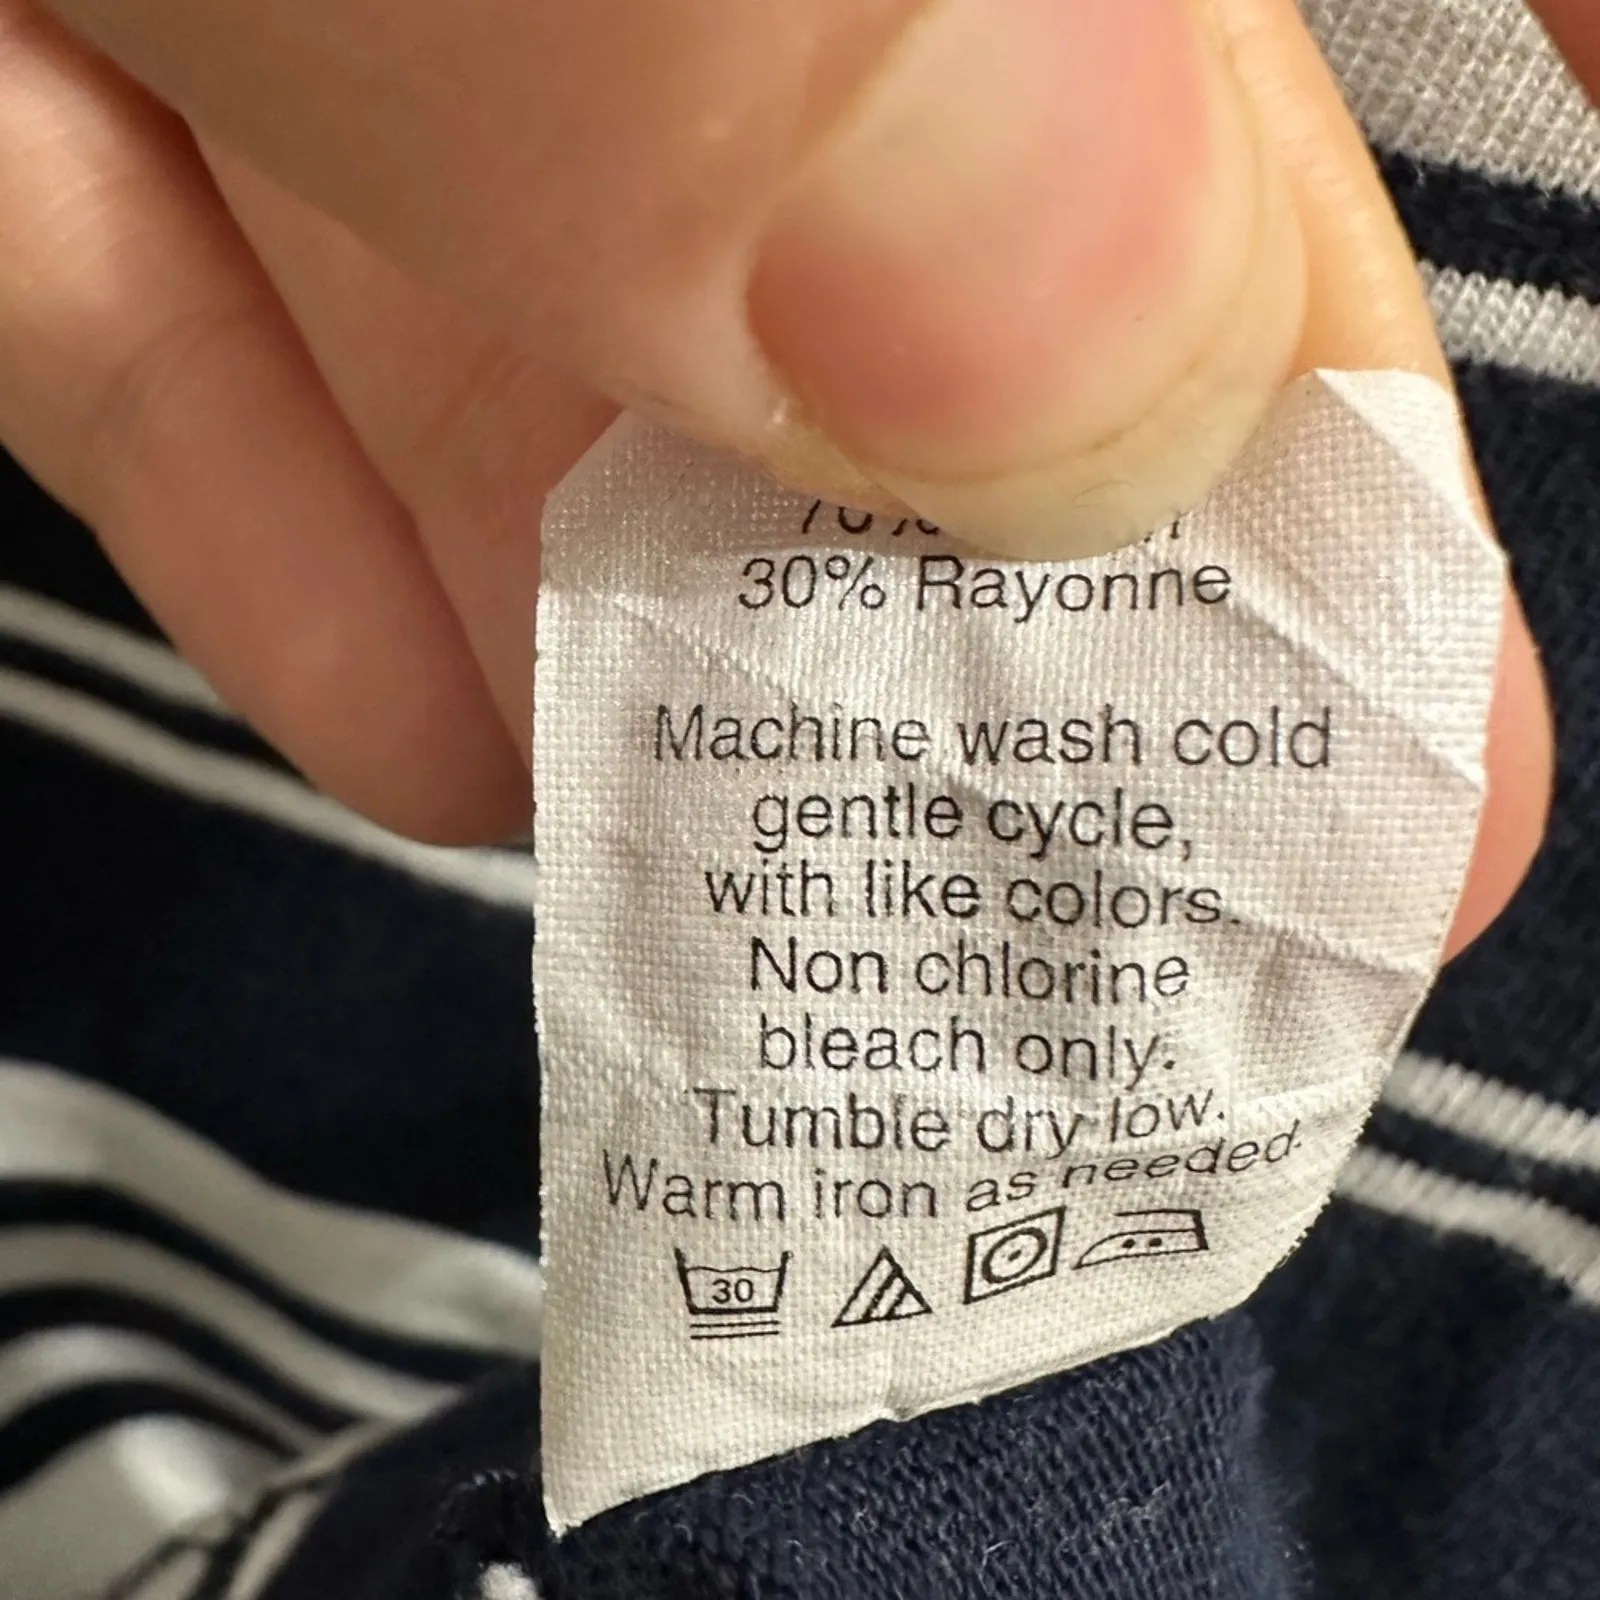 30% Rayonne
Machine wash cold
gentle cycle,
with like colors.
Non chlorine
bleach only.
Tumble dry low.
Warm iron as needed.
30